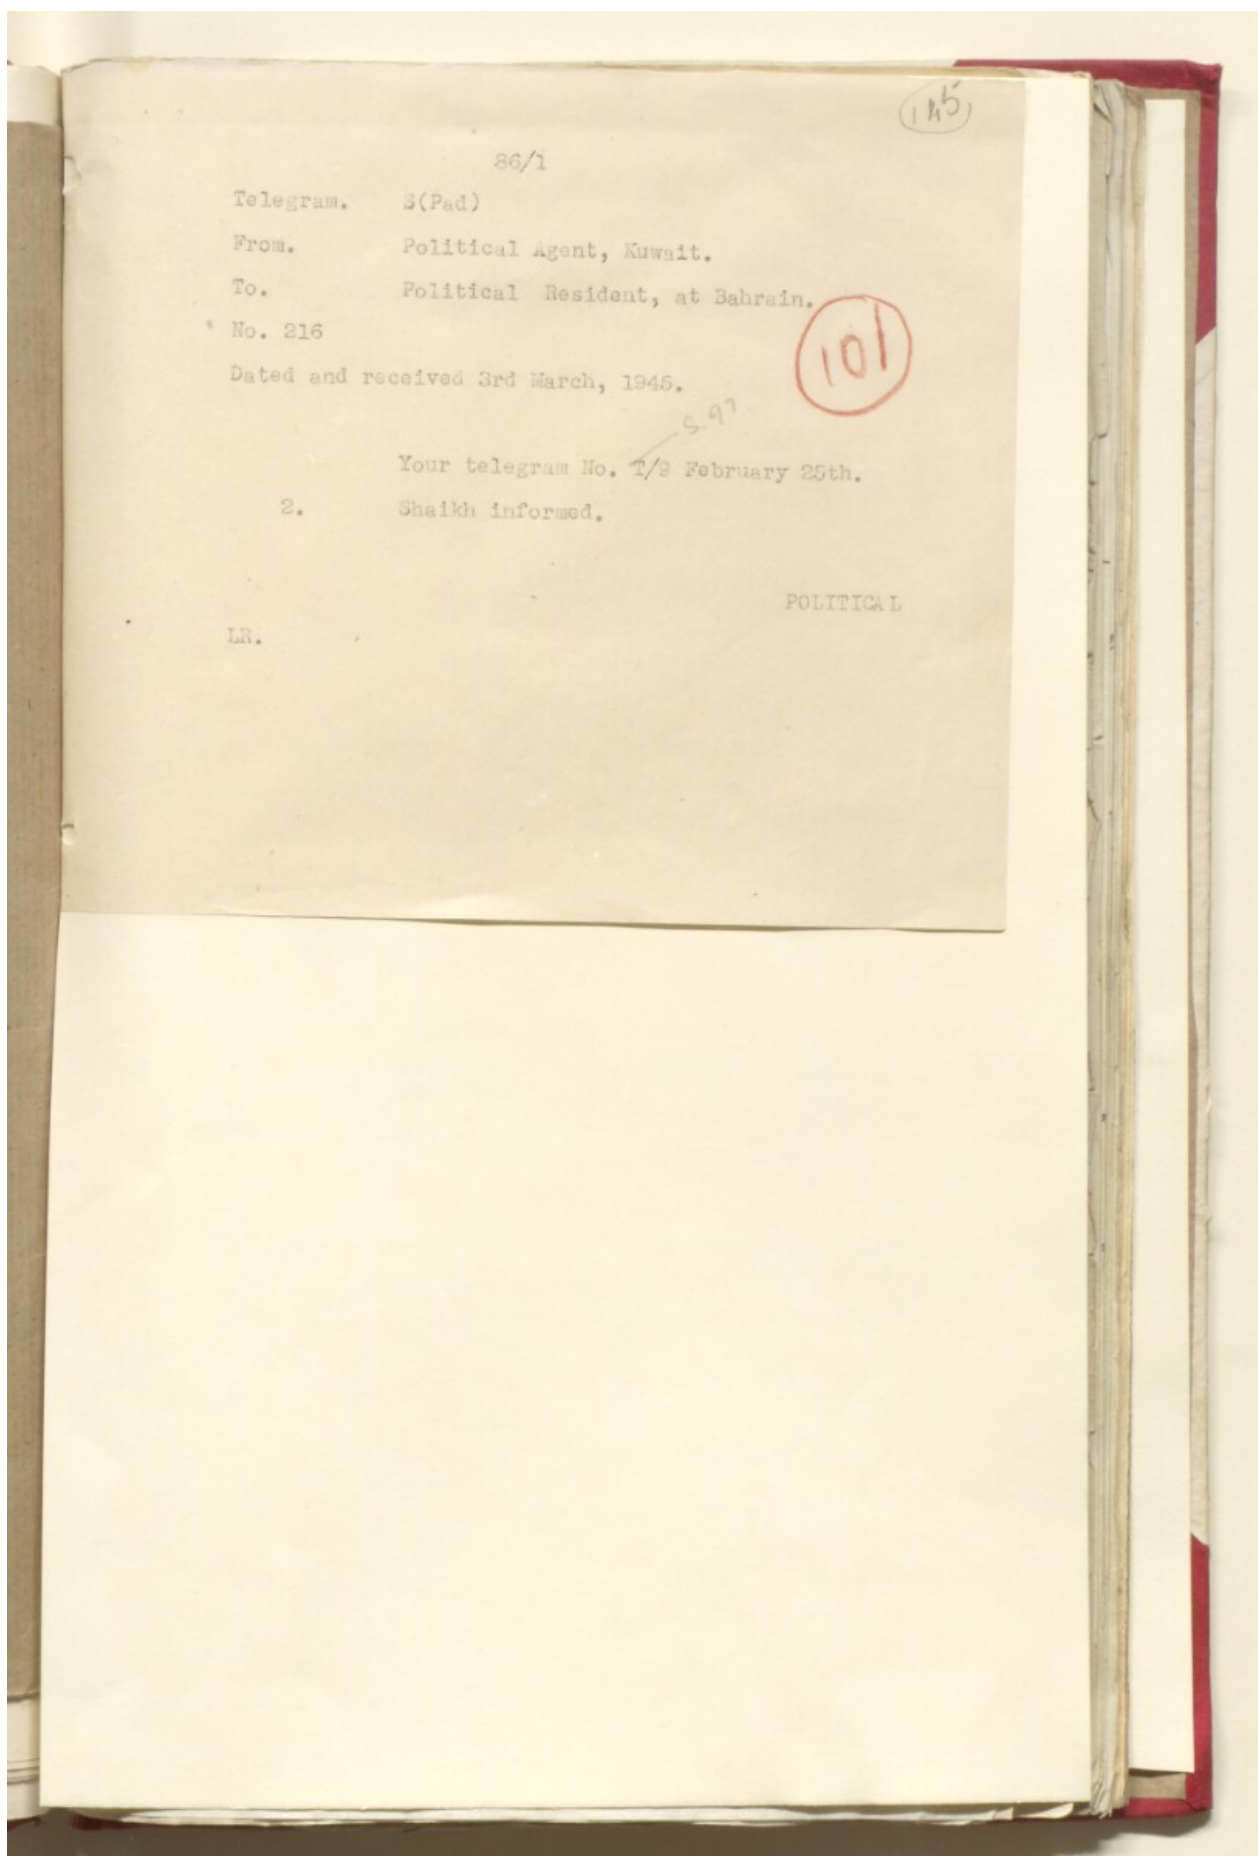 145
86/1
Telegram. S(Pad)
From. Political Agent, Kuwait.
To. Political Resident, at Bahrain.
No. 216
101
Dated and received 3rd March, 1945.
S.97.
Your telegram No. T/9 February 25th.
2. Shaikh informed.
POLITICAL
LR.